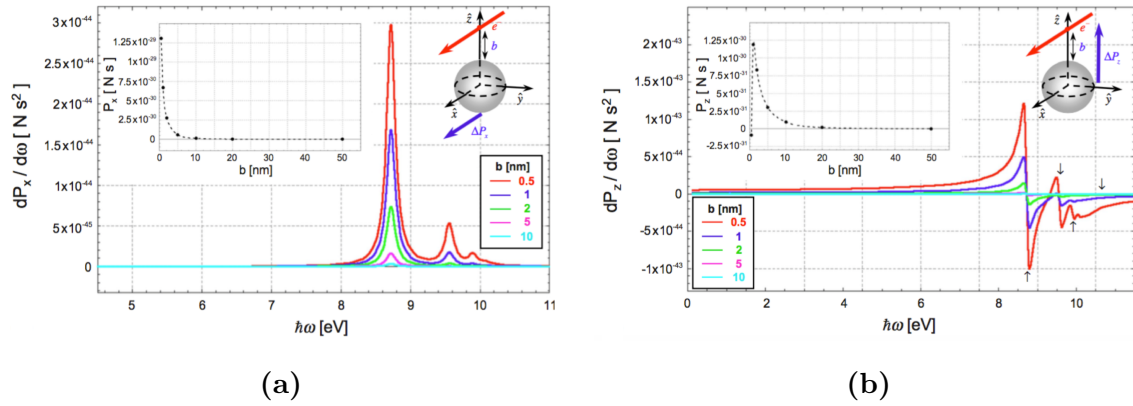 dPx / dω [ N s² ]
3.×10⁻⁴⁴
2.5×10⁻⁴⁴
2.×10⁻⁴⁴
1.5×10⁻⁴⁴
1×10⁻⁴⁴
5×10⁻⁴⁵
0
5
6
7
8
9
10
11
ħω [eV]
Px [ N s ]
1.25×10⁻²⁹
1.×10⁻²⁹
7.5×10⁻³⁰
5.×10⁻³⁰
2.5×10⁻³⁰
0
0
10
20
30
40
50
b [nm]
ẑ
e
b
ŷ
x̂
ΔPx
b [nm]
0.5
1
2
5
10
(a)
dPz / dω [ N s² ]
2×10⁻⁴³
1.5×10⁻⁴³
1×10⁻⁴³
5×10⁻⁴⁴
0
-5×10⁻⁴⁴
-1×10⁻⁴³
0
2
4
6
8
10
ħω [eV]
Pz [ N s ]
1.25×10⁻³⁰
1.×10⁻³⁰
7.5×10⁻³¹
5.×10⁻³¹
2.5×10⁻³¹
0
-2.5×10⁻³¹
0
10
20
30
40
50
b [nm]
ẑ
e
b
ΔPz
ŷ
x̂
b [nm]
0.5
1
2
5
10
(b)